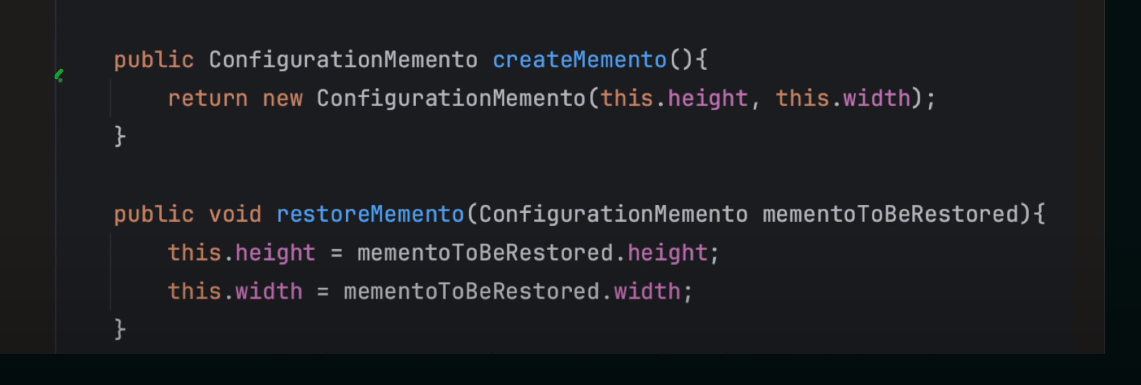 public ConfigurationMemento createMemento(){
    return new ConfigurationMemento(this.height, this.width);
}
public void restoreMemento(ConfigurationMemento mementoToBeRestored){
    this.height = mementoToBeRestored.height;
    this.width = mementoToBeRestored.width;
}